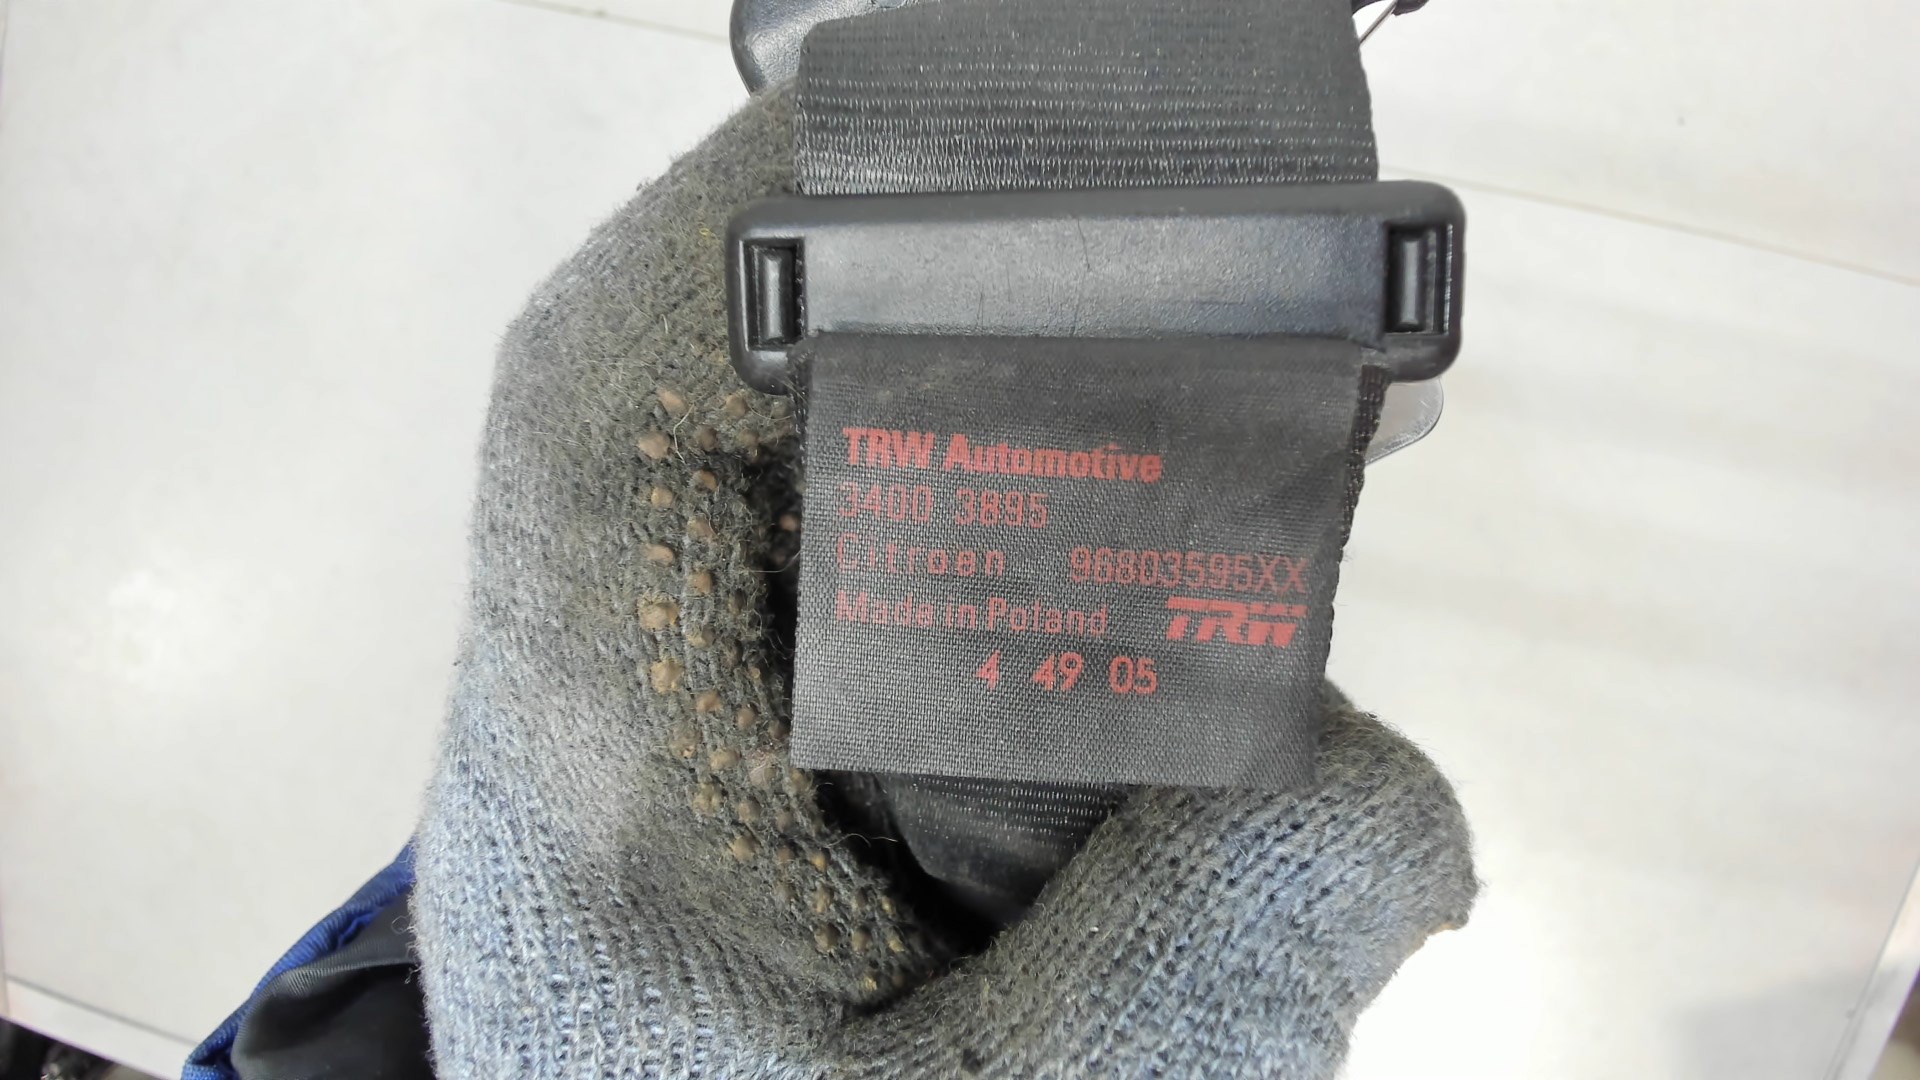 TRW Automotive
3400 3895
Citroen 96803595XX
Made in Poland TRW
4 49 05